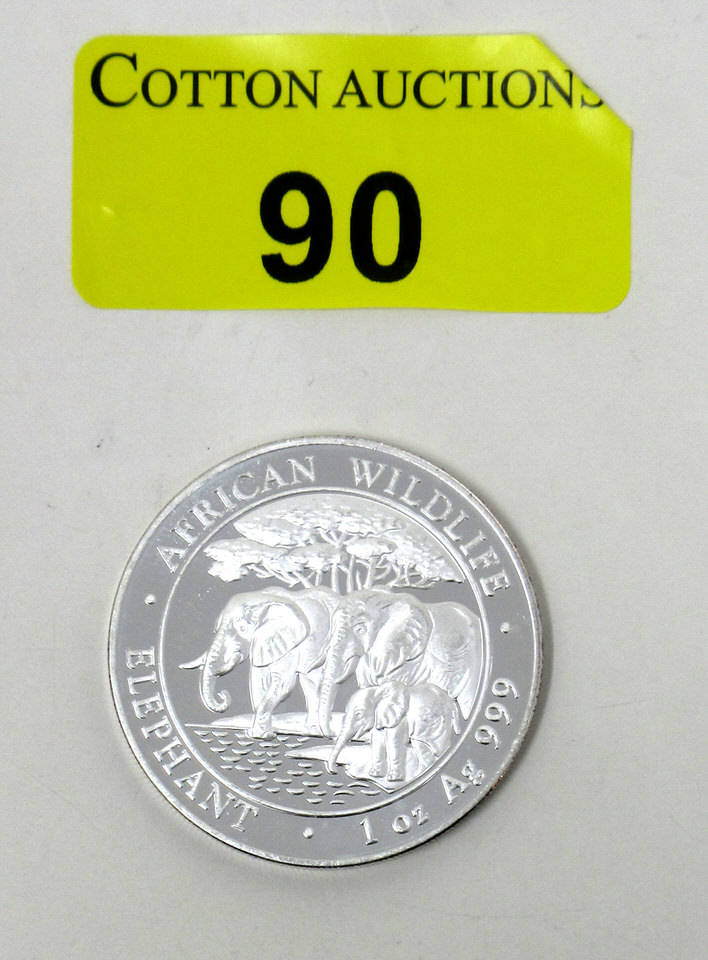 COTTON AUCTIONS
90
AFRICAN WILDLIFE
ELEPHANT
1 oz Ag 999